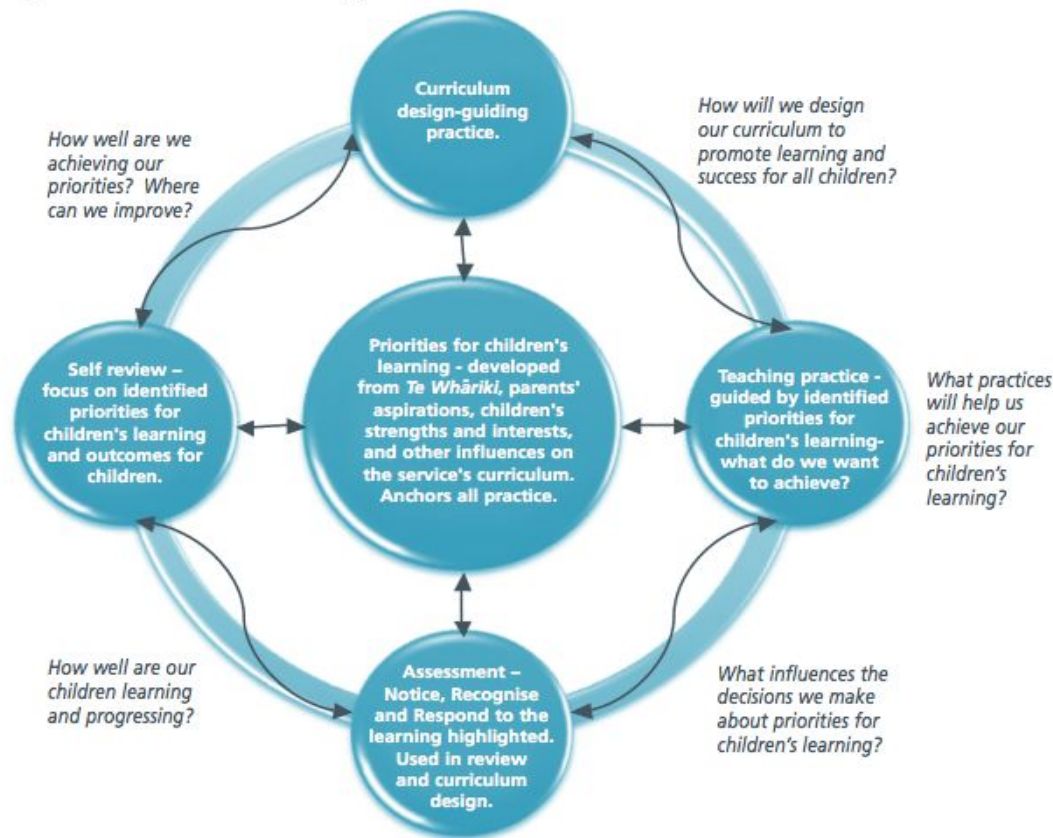 Curriculum
design-guiding
practice.
How well are we
achieving our
priorities? Where
can we improve?
How will we design
our curriculum to
promote learning and
success for all children?
Self review –
focus on identified
priorities for
children's learning
and outcomes for
children.
Priorities for children's
learning - developed
from Te Whāriki, parents'
aspirations, children's
strengths and interests,
and other influences on
the service's curriculum.
Anchors all practice.
Teaching practice -
guided by identified
priorities for
children's learning-
what do we want
to achieve?
What practices
will help us
achieve our
priorities for
children's
learning?
How well are our
children learning
and progressing?
Assessment –
Notice, Recognise
and Respond to the
learning highlighted.
Used in review
and curriculum
design.
What influences the
decisions we make
about priorities for
children's learning?